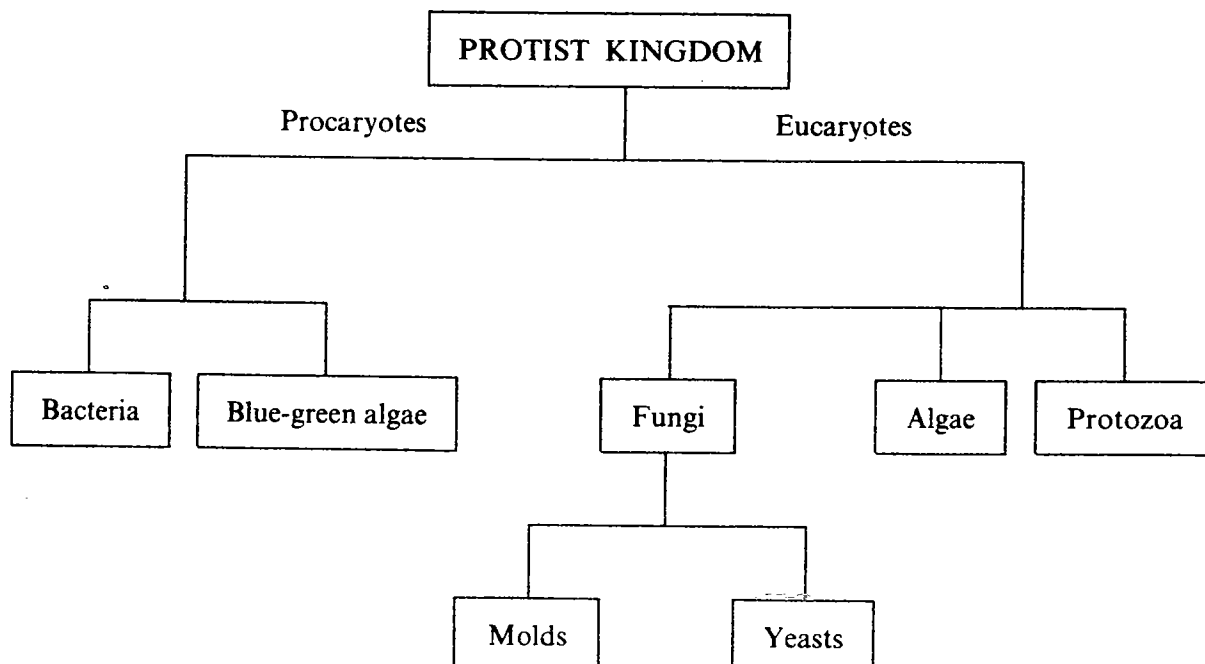 PROTIST KINGDOM
Procaryotes
Eucaryotes
Bacteria
Blue-green algae
Fungi
Algae
Protozoa
Molds
Yeasts